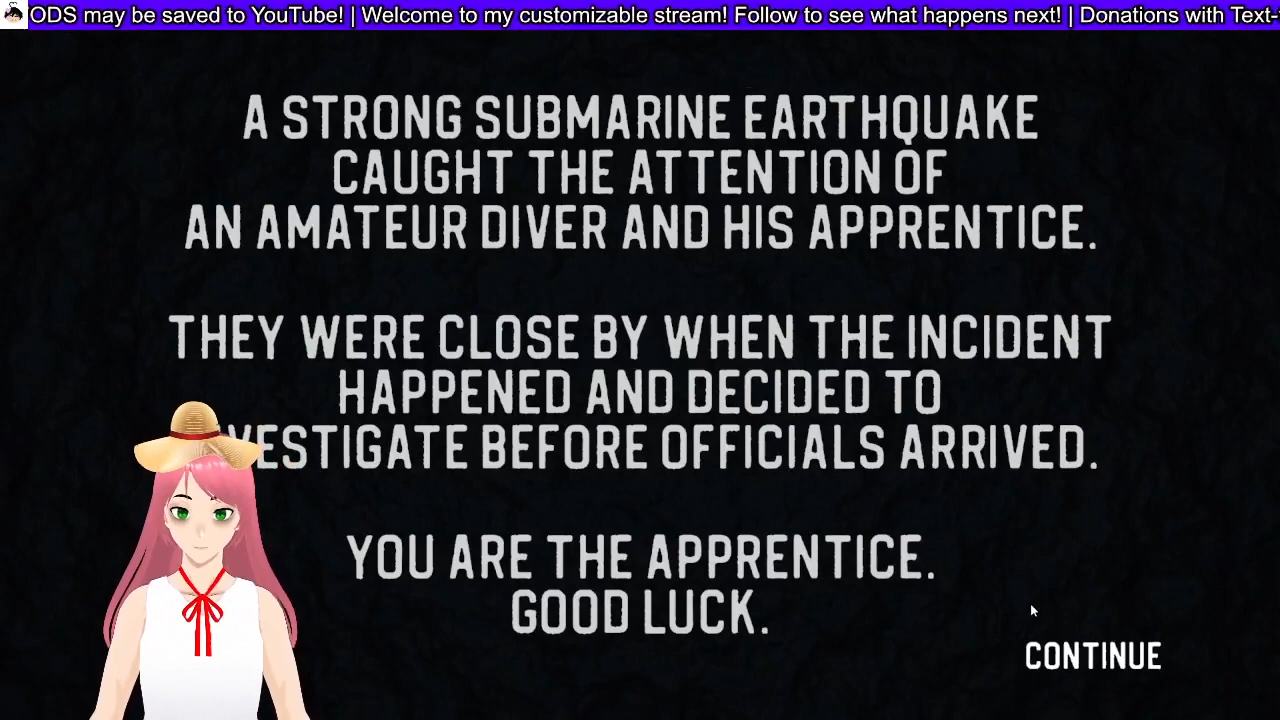 ODS may be saved to YouTube! | Welcome to my customizable stream! Follow to see what happens next! | Donations with Text-
A STRONG SUBMARINE EARTHQUAKE
CAUGHT THE ATTENTION OF
AN AMATEUR DIVER AND HIS APPRENTICE.
THEY WERE CLOSE BY WHEN THE INCIDENT
HAPPENED AND DECIDED TO
VESTIGATE BEFORE OFFICIALS ARRIVED.
YOU ARE THE APPRENTICE.
GOOD LUCK.
CONTINUE